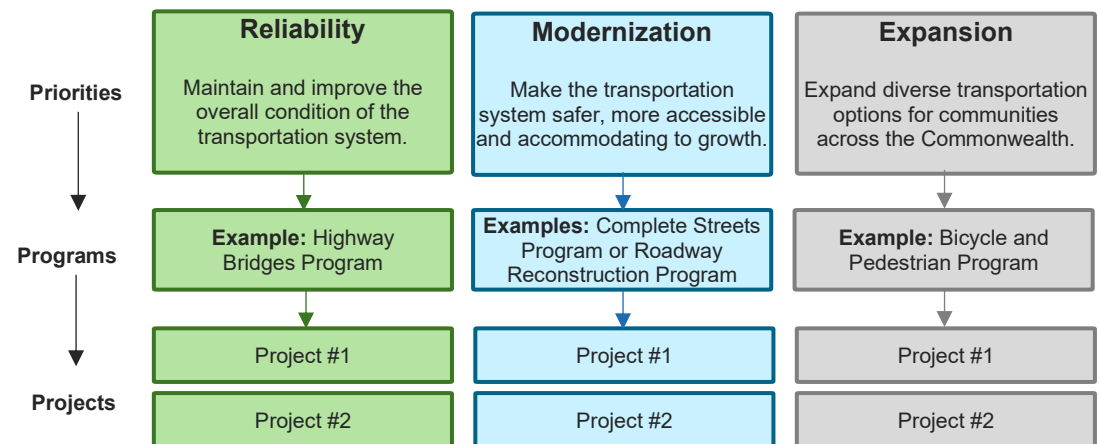 Priorities
Programs
Projects
Reliability
Maintain and improve the
overall condition of the
transportation system.
Example: Highway
Bridges Program
Project #1
Project #2
Modernization
Make the transportation
system safer, more accessible
and accommodating to growth.
Examples: Complete Streets
Program or Roadway
Reconstruction Program
Project #1
Project #2
Expansion
Expand diverse transportation
options for communities
across the Commonwealth.
Example: Bicycle and
Pedestrian Program
Project #1
Project #2